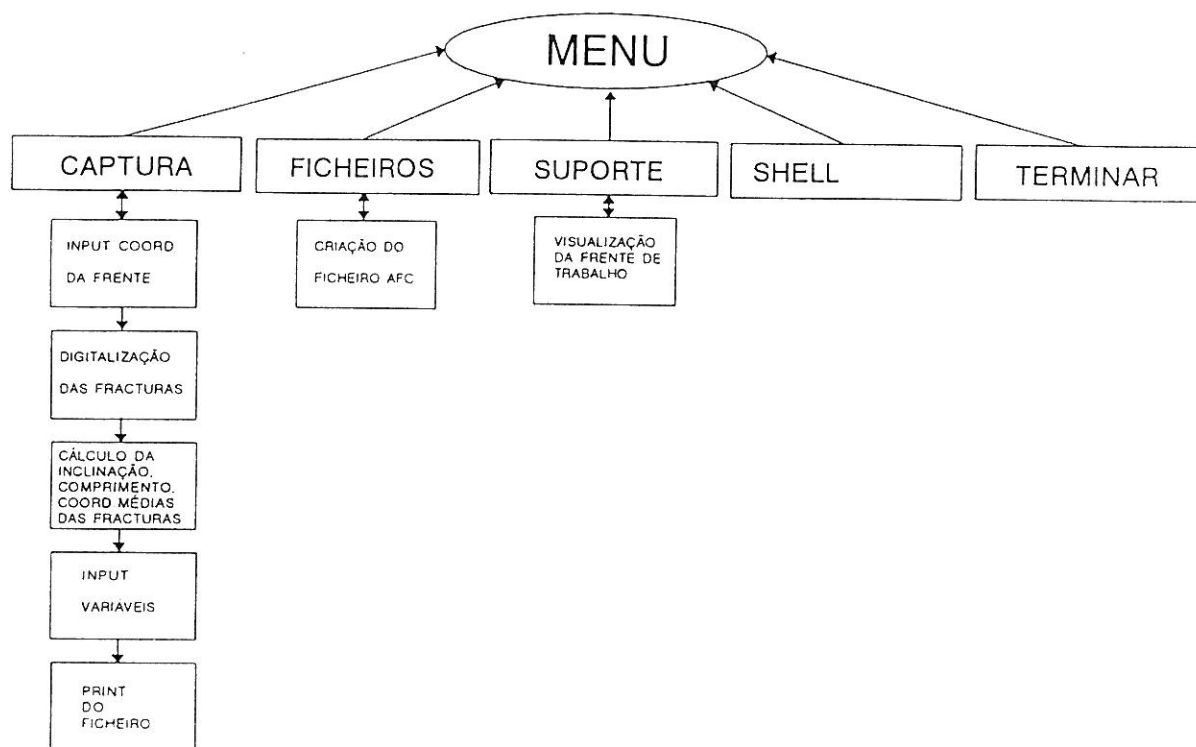 MENU
CAPTURA
FICHEIROS
SUPORTE
SHELL
TERMINAR
INPUT COORD
DA FRENTE
CRIAÇÃO DO
FICHEIRO AFC
VISUALIZAÇÃO
DA FRENTE DE
TRABALHO
DIGITALIZAÇÃO
DAS FRACTURAS
CÁLCULO DA
INCLINAÇÃO,
COMPRIMENTO,
COORD MÉDIAS
DAS FRACTURAS
INPUT
VARIÁVEIS
PRINT
DO
FICHEIRO